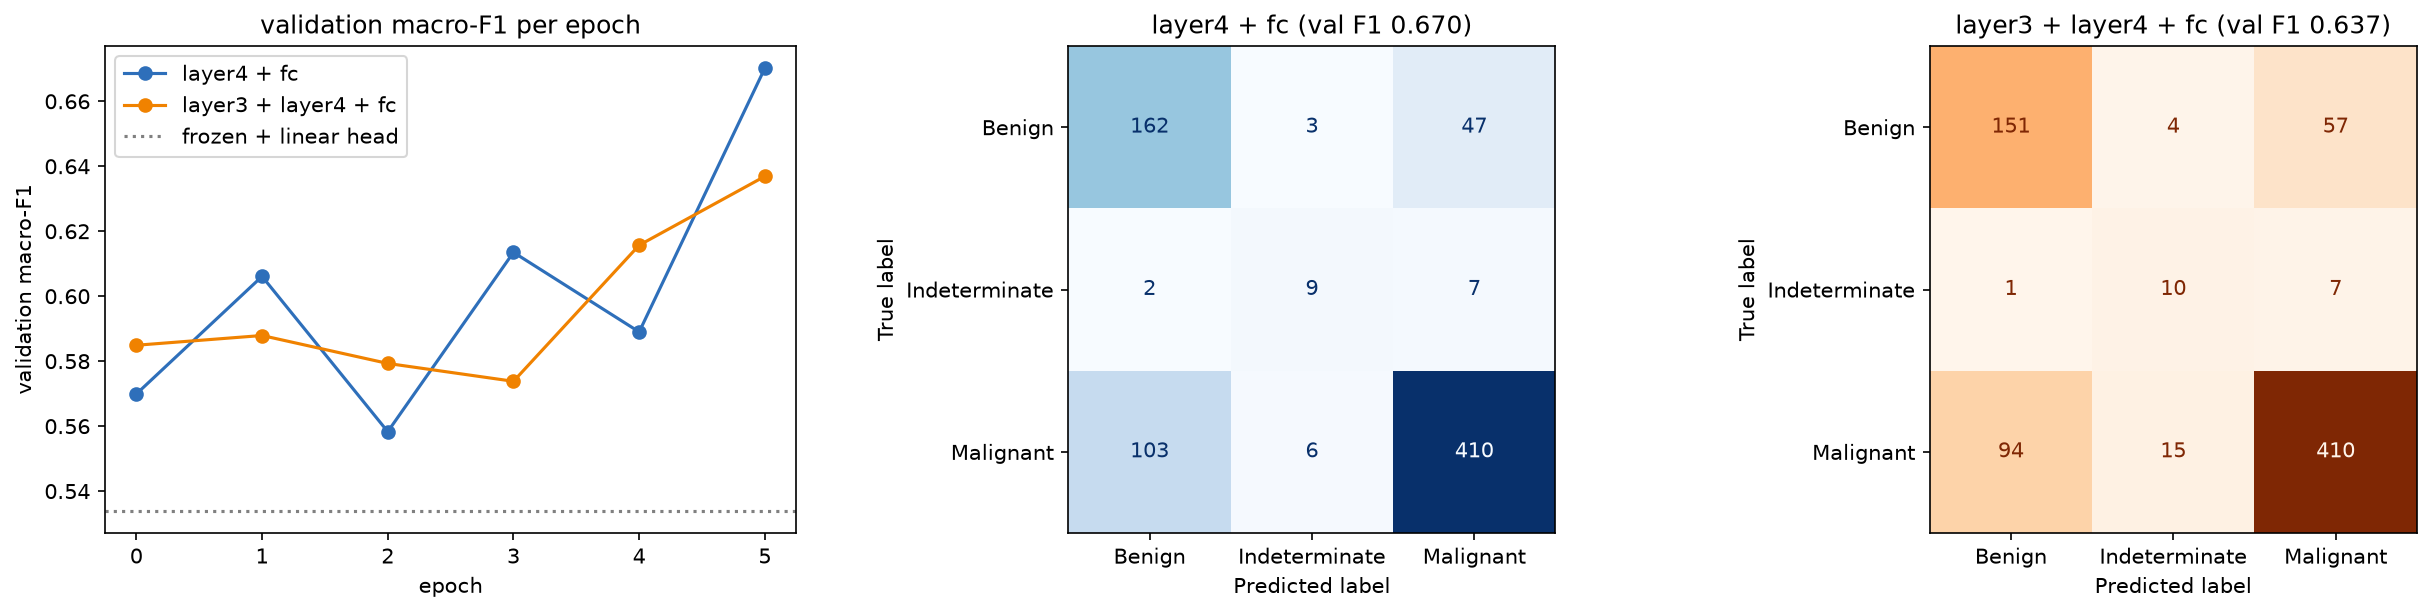 validation macro-F1 per epoch
layer4 + fc
layer3 + layer4 + fc
frozen + linear head
validation macro-F1
0.66
0.64
0.62
0.60
0.58
0.56
0.54
0 1 2 3 4 5
epoch
layer4 + fc (val F1 0.670)
True label
Benign 162 3 47
Indeterminate 2 9 7
Malignant 103 6 410
Benign Indeterminate Malignant
Predicted label
layer3 + layer4 + fc (val F1 0.637)
True label
Benign 151 4 57
Indeterminate 1 10 7
Malignant 94 15 410
Benign Indeterminate Malignant
Predicted label